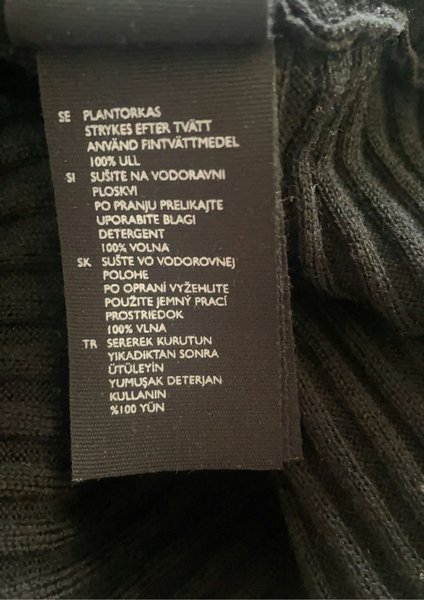 SE PLANTORKAS
STRYKES EFTER TVÄTT
ANVÄND FINTVÄTTMEDEL
100% ULL
SI SUŠITE NA VODORAVNI
PLOSKVI
PO PRANJU PRELIKAJTE
UPORABITE BLAGI
DETERGENT
100% VOLNA
SK SUŠTE VO VODOROVNEJ
POLOHE
PO OPRANÍ VYŽEHLITE
POUŽITE JEMNÝ PRACÍ
PROSTRIEDOK
100% VLNA
TR SEREREK KURUTUN
YIKADIKTAN SONRA
ÜTÜLEYİN
YUMUŞAK DETERJAN
KULLANIN
%100 YÜN